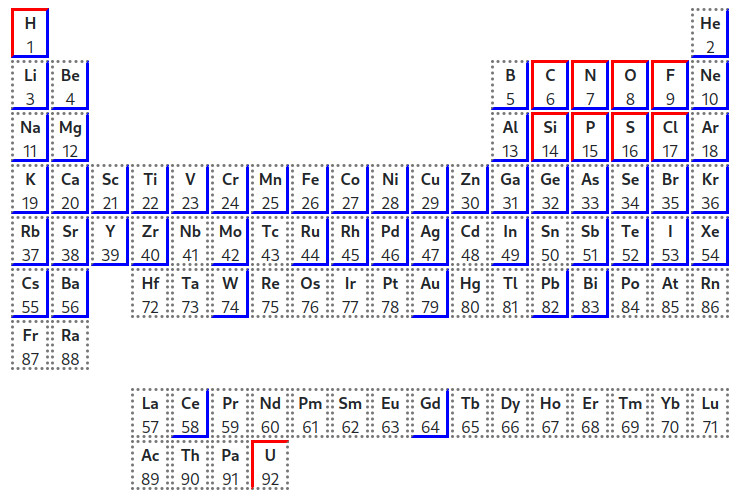 H He
1 2
Li Be B C N O F Ne
3 4 5 6 7 8 9 10
Na Mg Al Si P S Cl Ar
11 12 13 14 15 16 17 18
K Ca Sc Ti V Cr Mn Fe Co Ni Cu Zn Ga Ge As Se Br Kr
19 20 21 22 23 24 25 26 27 28 29 30 31 32 33 34 35 36
Rb Sr Y Zr Nb Mo Tc Ru Rh Pd Ag Cd In Sn Sb Te I Xe
37 38 39 40 41 42 43 44 45 46 47 48 49 50 51 52 53 54
Cs Ba Hf Ta W Re Os Ir Pt Au Hg Tl Pb Bi Po At Rn
55 56 72 73 74 75 76 77 78 79 80 81 82 83 84 85 86
Fr Ra
87 88
La Ce Pr Nd Pm Sm Eu Gd Tb Dy Ho Er Tm Yb Lu
57 58 59 60 61 62 63 64 65 66 67 68 69 70 71
Ac Th Pa U
89 90 91 92